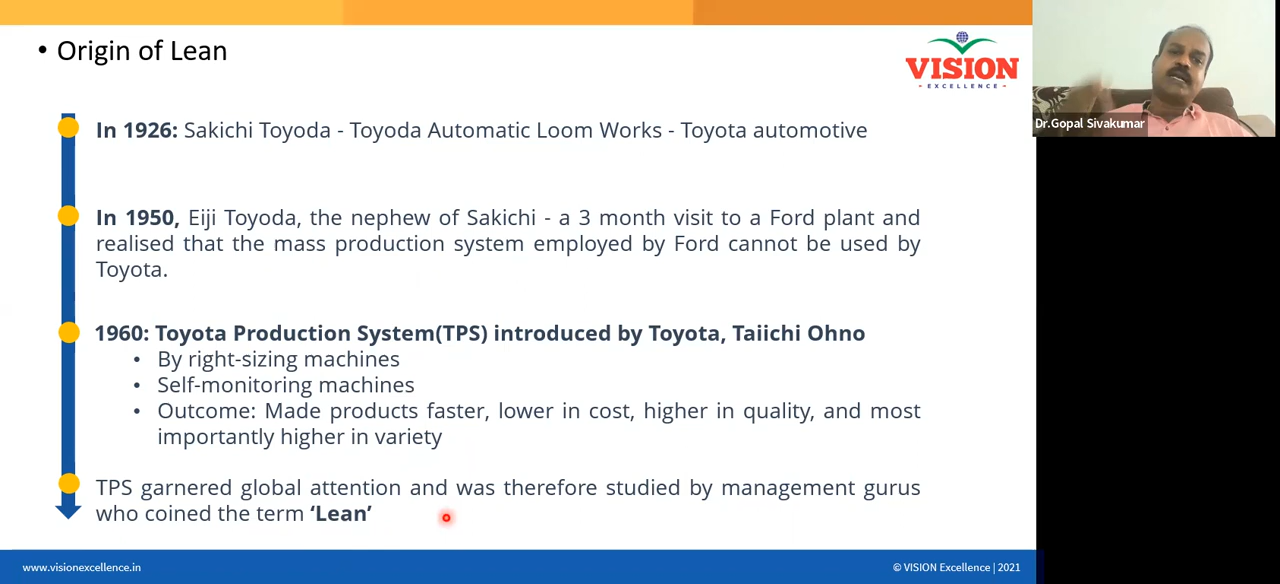 • Origin of Lean
VISION
- EXCELLENCE -
Dr.Gopal Sivakumar
In 1926: Sakichi Toyoda - Toyoda Automatic Loom Works - Toyota automotive
In 1950, Eiji Toyoda, the nephew of Sakichi - a 3 month visit to a Ford plant and
realised that the mass production system employed by Ford cannot be used by
Toyota.
1960: Toyota Production System(TPS) introduced by Toyota, Taiichi Ohno
• By right-sizing machines
• Self-monitoring machines
• Outcome: Made products faster, lower in cost, higher in quality, and most
importantly higher in variety
TPS garnered global attention and was therefore studied by management gurus
who coined the term ‘Lean’
www.visionexcellence.in
© VISION Excellence | 2021